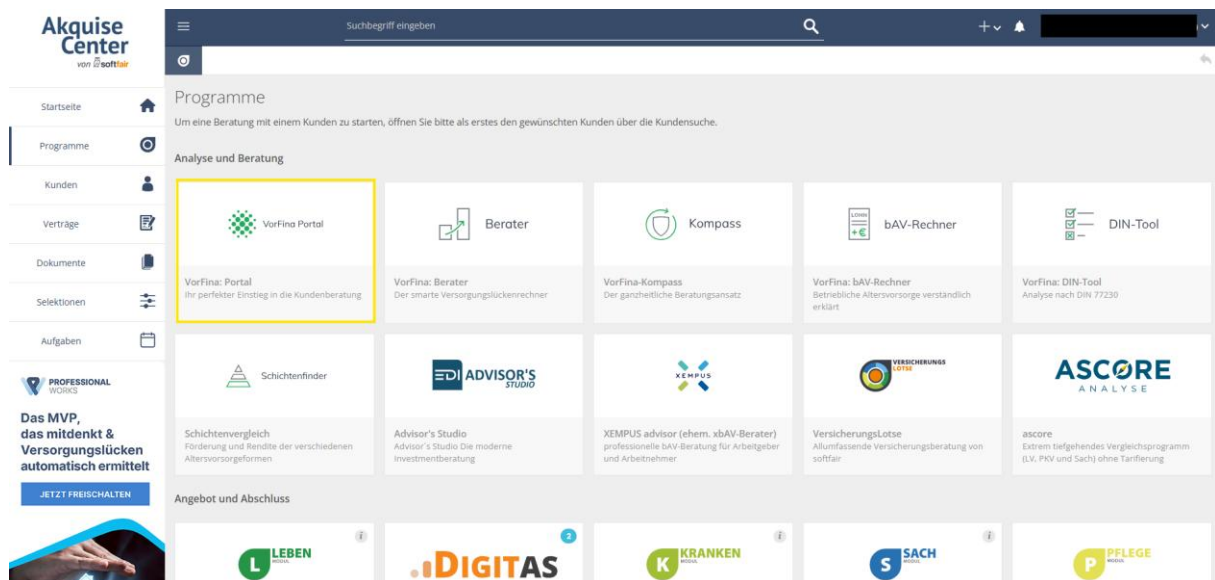 Akquise
Center
von softfair
Suchbegriff eingeben
Startseite
Programme
Kunden
Verträge
Dokumente
Selektionen
Aufgaben
PROFESSIONAL
WORKS
Das MVP,
das mitdenkt &
Versorgungslücken
automatisch ermittelt
JETZT FREISCHALTEN
Programme
Um eine Beratung mit einem Kunden zu starten, öffnen Sie bitte als erstes den gewünschten Kunden über die Kundensuche.
Analyse und Beratung
VorFina Portal
VorFina: Portal
Ihr perfekter Einstieg in die Kundenberatung
Berater
VorFina: Berater
Der smarte Versorgungslückenrechner
Kompass
VorFina-Kompass
Der ganzheitliche Beratungsansatz
LOHN
+€
bAV-Rechner
VorFina: bAV-Rechner
Betriebliche Altersvorsorge verständlich
erklärt
DIN-Tool
VorFina: DIN-Tool
Analyse nach DIN 77230
Schichtenfinder
Schichtenvergleich
Förderung und Rendite der verschiedenen
Altersvorsorgeformen
EDI ADVISOR'S
STUDIO
Advisor's Studio
Advisor´s Studio Die moderne
Investmentberatung
XEMPUS
XEMPUS advisor (ehem. xbAV-Berater)
professionelle bAV-Beratung für Arbeitgeber
und Arbeitnehmer
VERSICHERUNGS
LOTSE
VersicherungsLotse
Allumfassende Versicherungsberatung von
softfair
ASCORE
ANALYSE
ascore
Extrem tiefgehendes Vergleichsprogramm
(LV, PKV und Sach) ohne Tarifierung
Angebot und Abschluss
i
L LEBEN
MODUL
2
DIGITAS
i
K KRANKEN
MODUL
i
S SACH
MODUL
P PFLEGE
MODUL